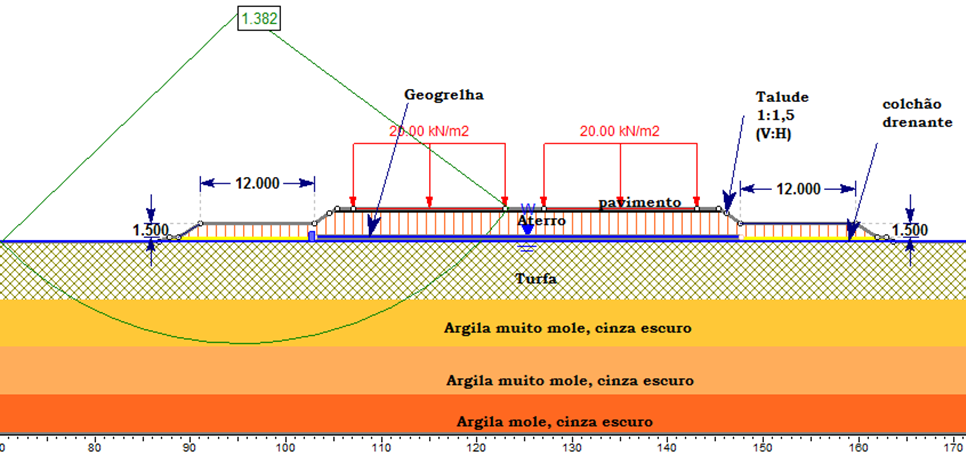 1.382
Geogrelha
Talude
1:1,5
(V:H)
colchão
drenante
20.00 kN/m2
20.00 kN/m2
12.000
12.000
pavimento
W
Aterro
1.500
1.500
Turfa
Argila muito mole, cinza escuro
Argila muito mole, cinza escuro
Argila mole, cinza escuro
80 90 100 110 120 130 140 150 160 170